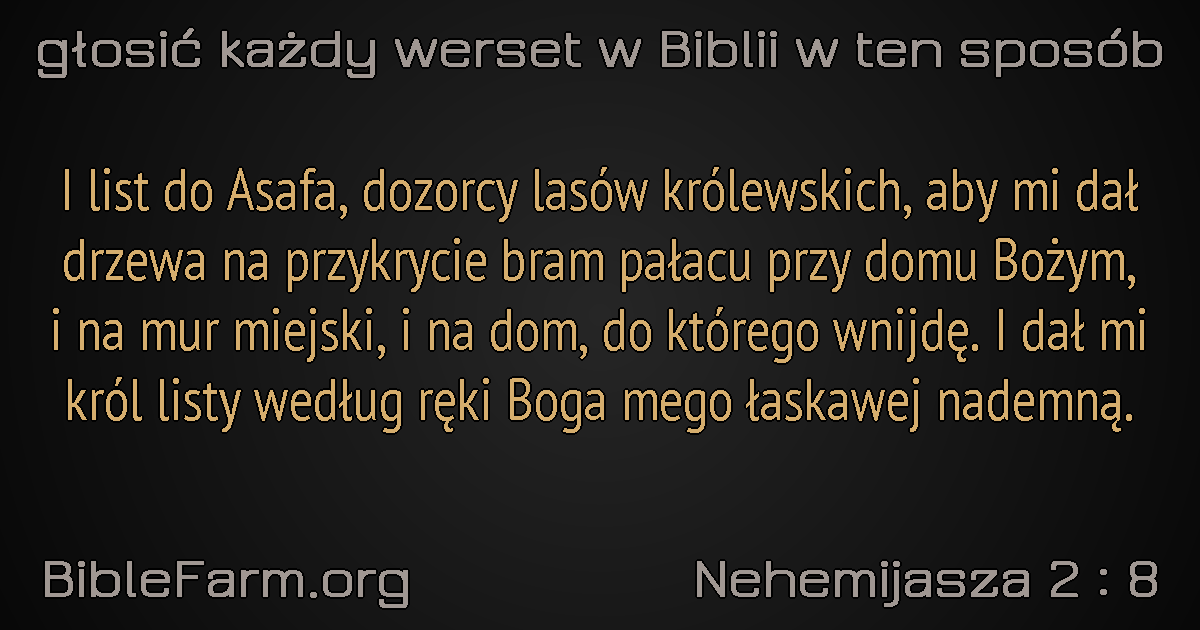 głosić każdy werset w Biblii w ten sposób
I list do Asafa, dozorcy lasów królewskich, aby mi dał
drzewa na przykrycie bram pałacu przy domu Bożym,
i na mur miejski, i na dom, do którego wnijdę. I dał mi
król listy według ręki Boga mego łaskawej nademną.
BibleFarm.org
Nehemijasza 2 : 8